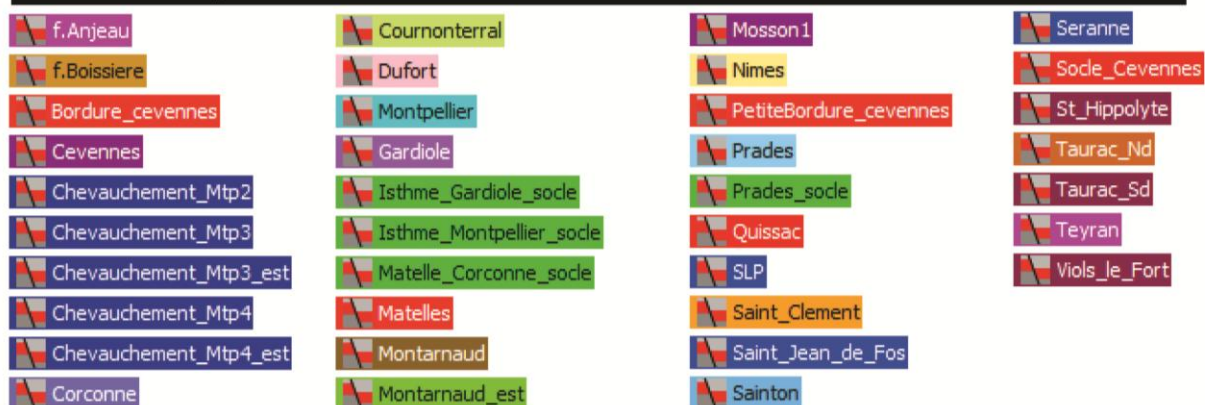 f.Anjeau
f.Boissiere
Bordure_cevennes
Cevennes
Chevauchement_Mtp2
Chevauchement_Mtp3
Chevauchement_Mtp3_est
Chevauchement_Mtp4
Chevauchement_Mtp4_est
Corconne
Cournonterral
Dufort
Montpellier
Gardiole
Isthme_Gardiole_socle
Isthme_Montpellier_socle
Matelle_Corconne_socle
Matelles
Montarnaud
Montarnaud_est
Mosson1
Nimes
PetiteBordure_cevennes
Prades
Prades_socle
Quissac
SLP
Saint_Clement
Saint_Jean_de_Fos
Sainton
Seranne
Socle_Cevennes
St_Hippolyte
Taurac_Nd
Taurac_Sd
Teyran
Viols_le_Fort